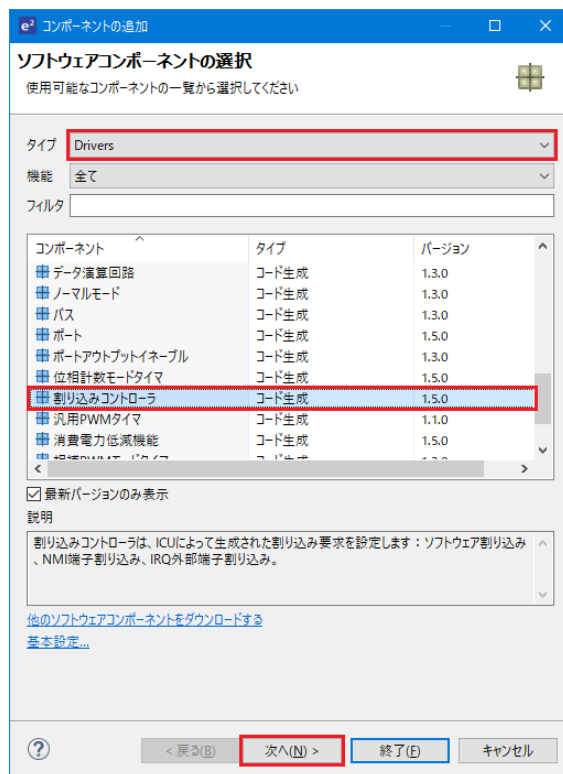 e² コンポーネントの追加
ソフトウェアコンポーネントの選択
使用可能なコンポーネントの一覧から選択してください
タイプ Drivers
機能 全て
フィルタ
コンポーネント タイプ バージョン
データ演算回路 コード生成 1.3.0
ノーマルモード コード生成 1.3.0
バス コード生成 1.3.0
ポート コード生成 1.5.0
ポートアウトプットイネーブル コード生成 1.3.0
位相計数モードタイマ コード生成 1.5.0
割り込みコントローラ コード生成 1.5.0
汎用PWMタイマ コード生成 1.1.0
消費電力低減機能 コード生成 1.5.0
最新バージョンのみ表示
説明
割り込みコントローラは、ICUによって生成された割り込み要求を設定します：ソフトウェア割り込み
、NMI端子割り込み、IRQ外部端子割り込み。
他のソフトウェアコンポーネントをダウンロードする
基本設定...
? < 戻る(B) 次へ(N) > 終了(F) キャンセル